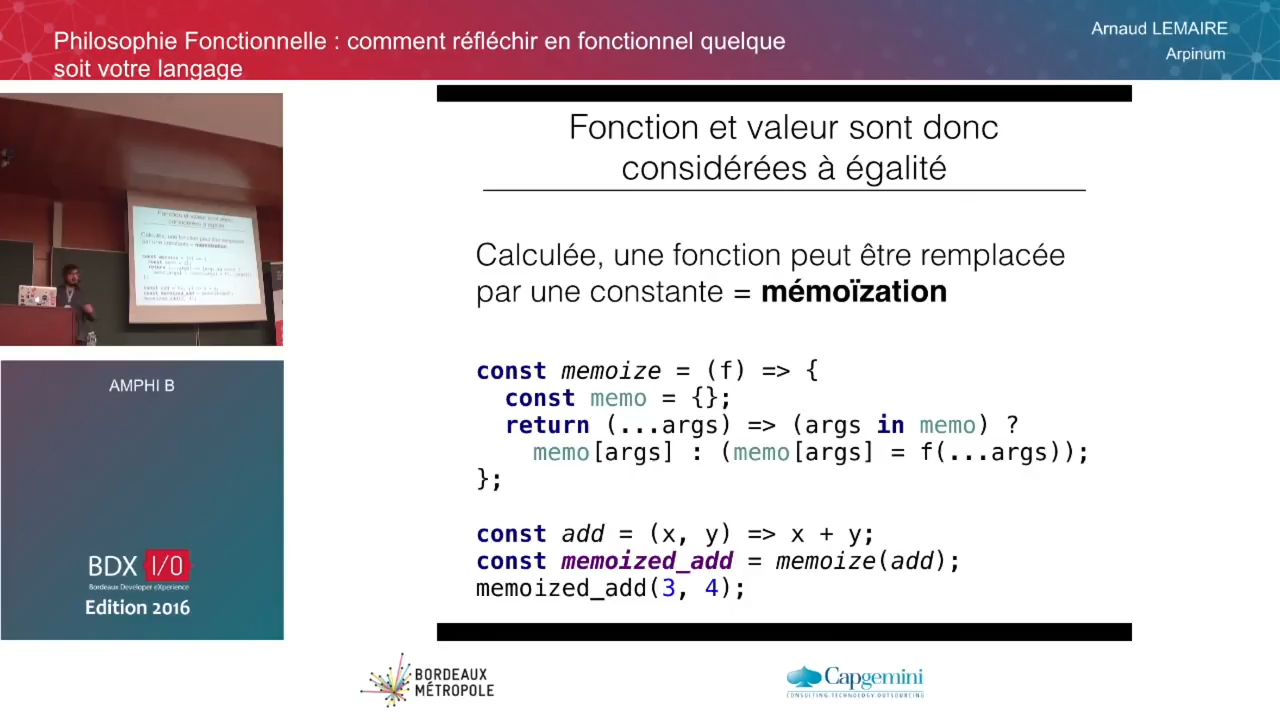 Philosophie Fonctionnelle : comment réfléchir en fonctionnel quelque
soit votre langage
Arnaud LEMAIRE
Arpinum
Fonction et valeur sont donc
considérées à égalité
Calculée, une fonction peut être remplacée
par une constante = mémoïzation
const memoize = (f) => {
  const memo = {};
  return (...args) => (args in memo) ?
    memo[args] : (memo[args] = f(...args));
};
const add = (x, y) => x + y;
const memoized_add = memoize(add);
memoized_add(3, 4);
AMPHI B
BDX I/O
Bordeaux Developer eXperience
Edition 2016
BORDEAUX
MÉTROPOLE
Capgemini
CONSULTING.TECHNOLOGY.OUTSOURCING